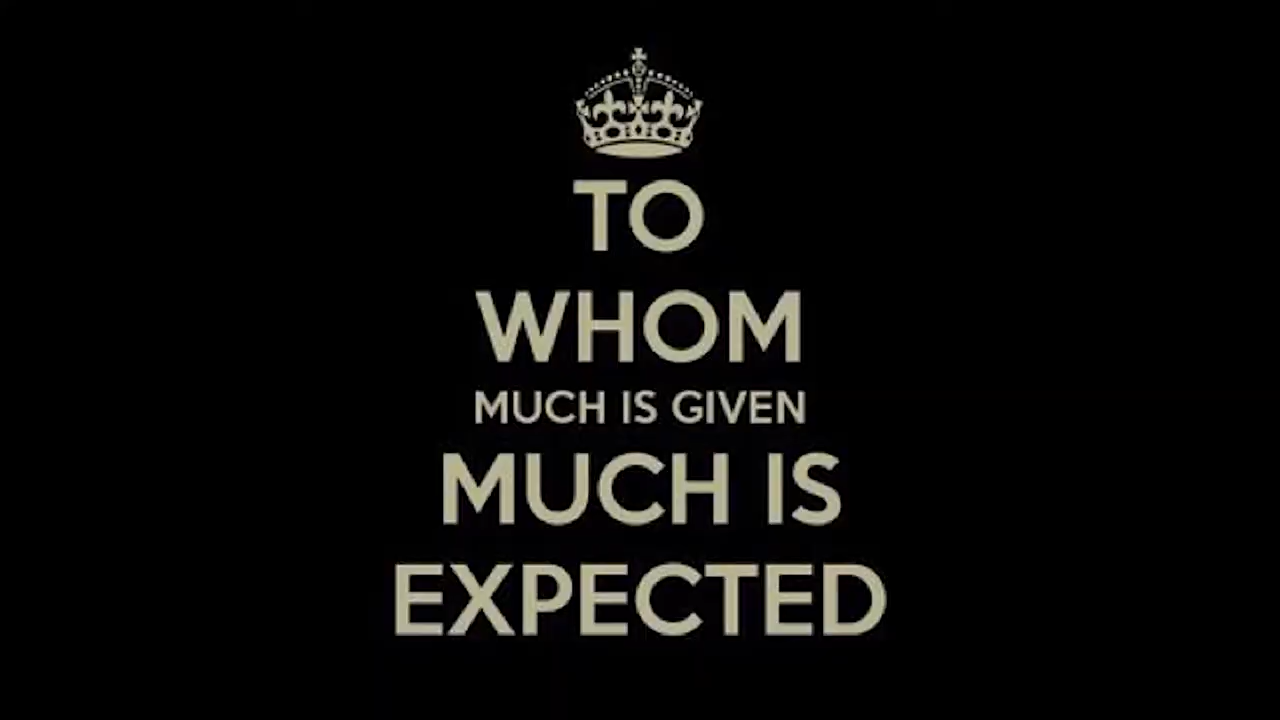 TO
WHOM
MUCH IS GIVEN
MUCH IS
EXPECTED